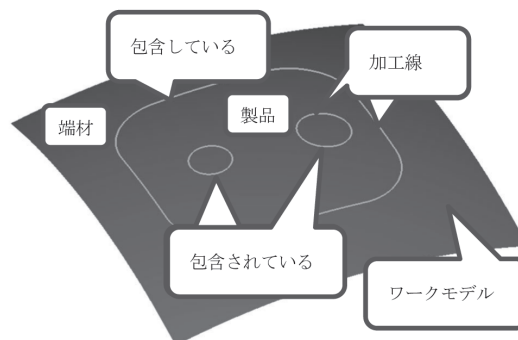 包含している
加工線
端材
製品
包含されている
ワークモデル